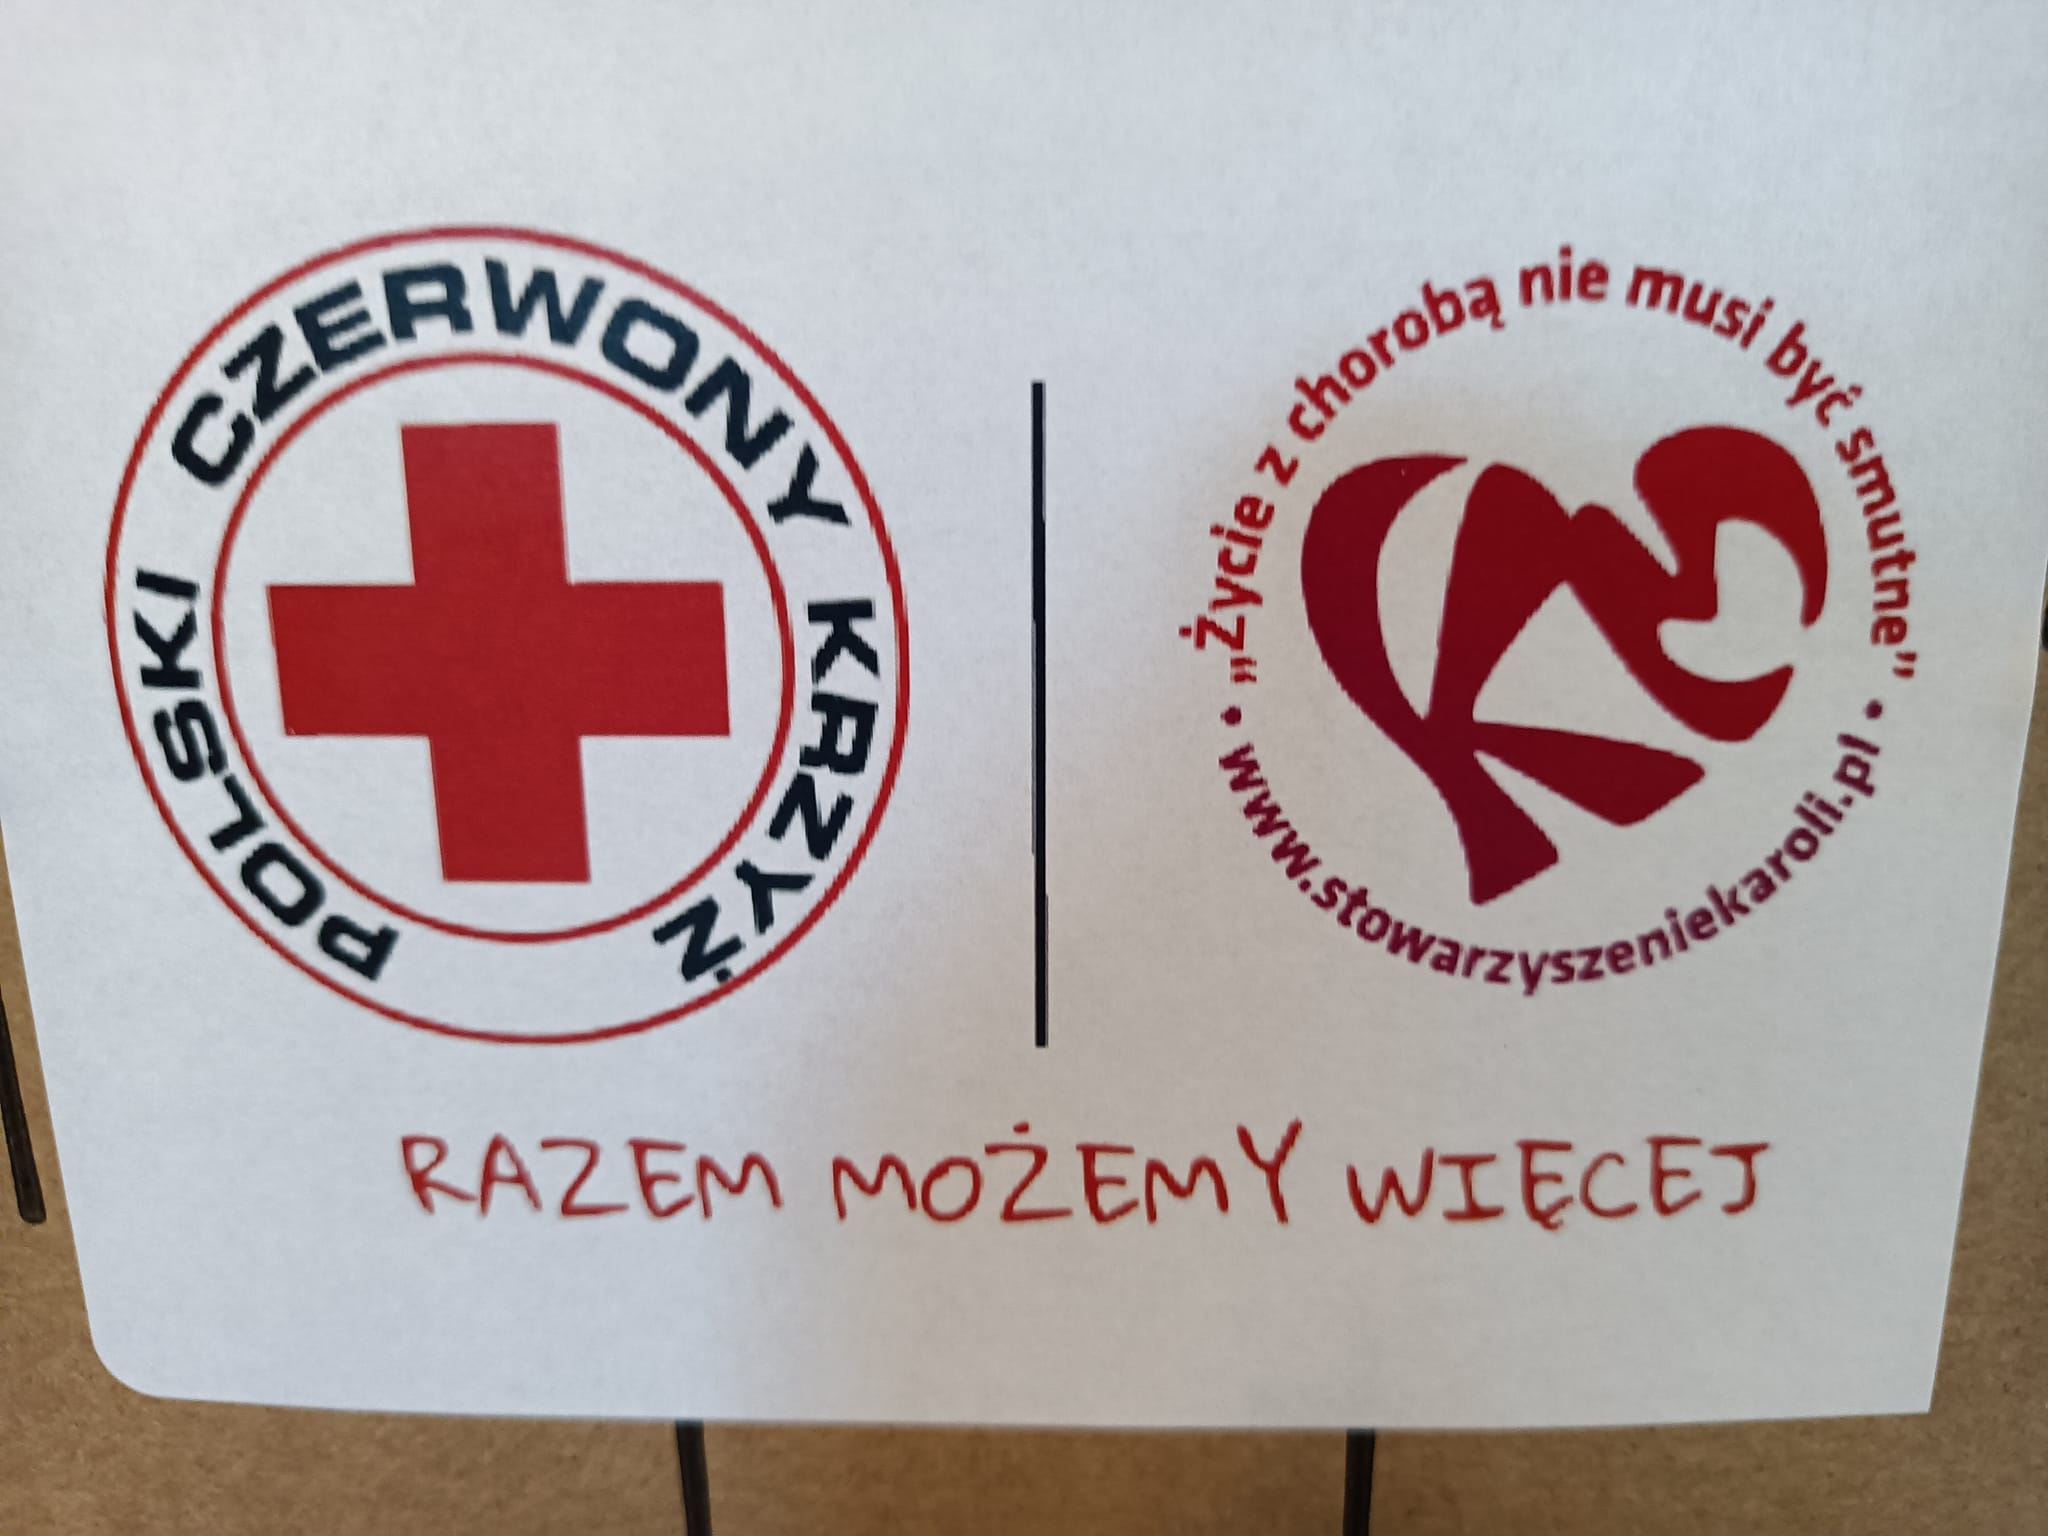 POLSKI CZERWONY KRZYŻ
„Życie z chorobą nie musi być smutne”
• www.stowarzyszeniekaroli.pl •
RAZEM MOŻEMY WIĘCEJ